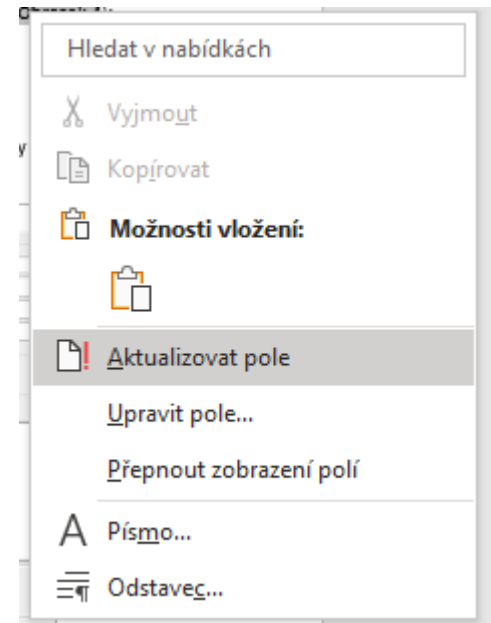 Hledat v nabídkách
Vyjmout
Kopírovat
Možnosti vložení:
Aktualizovat pole
Upravit pole...
Přepnout zobrazení polí
Písmo...
Odstavec...